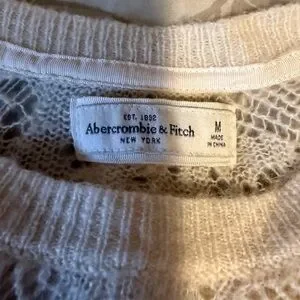 EST. 1892
Abercrombie & Fitch
NEW YORK
M
MADE
IN CHINA